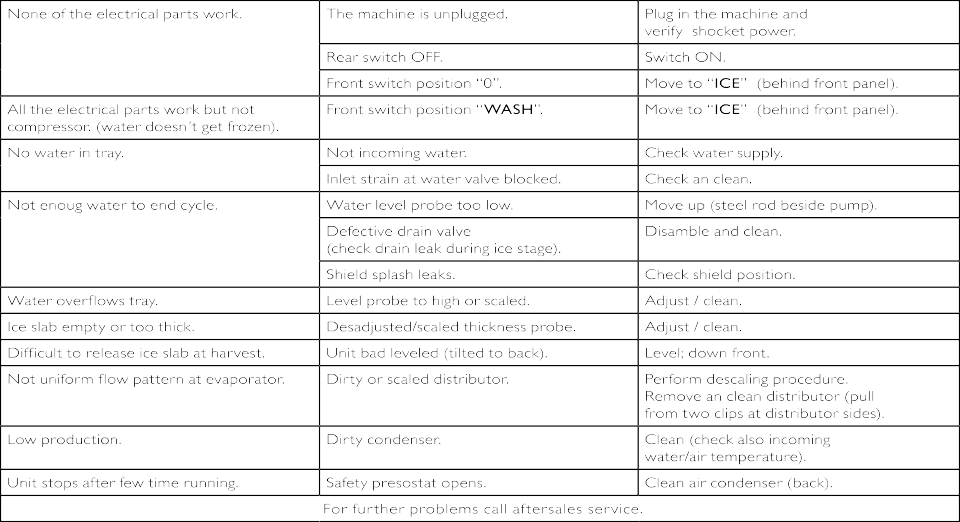 None of the electrical parts work.
The machine is unplugged.
Plug in the machine and
verify shocket power.
Rear switch OFF.
Switch ON.
Front switch position “0”.
Move to “ICE” (behind front panel).
All the electrical parts work but not
compressor. (water doesn´t get frozen).
Front switch position “WASH”.
Move to “ICE” (behind front panel).
No water in tray.
Not incoming water.
Check water supply.
Inlet strain at water valve blocked.
Check an clean.
Not enoug water to end cycle.
Water level probe too low.
Move up (steel rod beside pump).
Defective drain valve
(check drain leak during ice stage).
Disamble and clean.
Shield splash leaks.
Check shield position.
Water overflows tray.
Level probe to high or scaled.
Adjust / clean.
Ice slab empty or too thick.
Desadjusted/scaled thickness probe.
Adjust / clean.
Difficult to release ice slab at harvest.
Unit bad leveled (tilted to back).
Level; down front.
Not uniform flow pattern at evaporator.
Dirty or scaled distributor.
Perform descaling procedure.
Remove an clean distributor (pull
from two clips at distributor sides).
Low production.
Dirty condenser.
Clean (check also incoming
water/air temperature).
Unit stops after few time running.
Safety presostat opens.
Clean air condenser (back).
For further problems call aftersales service.